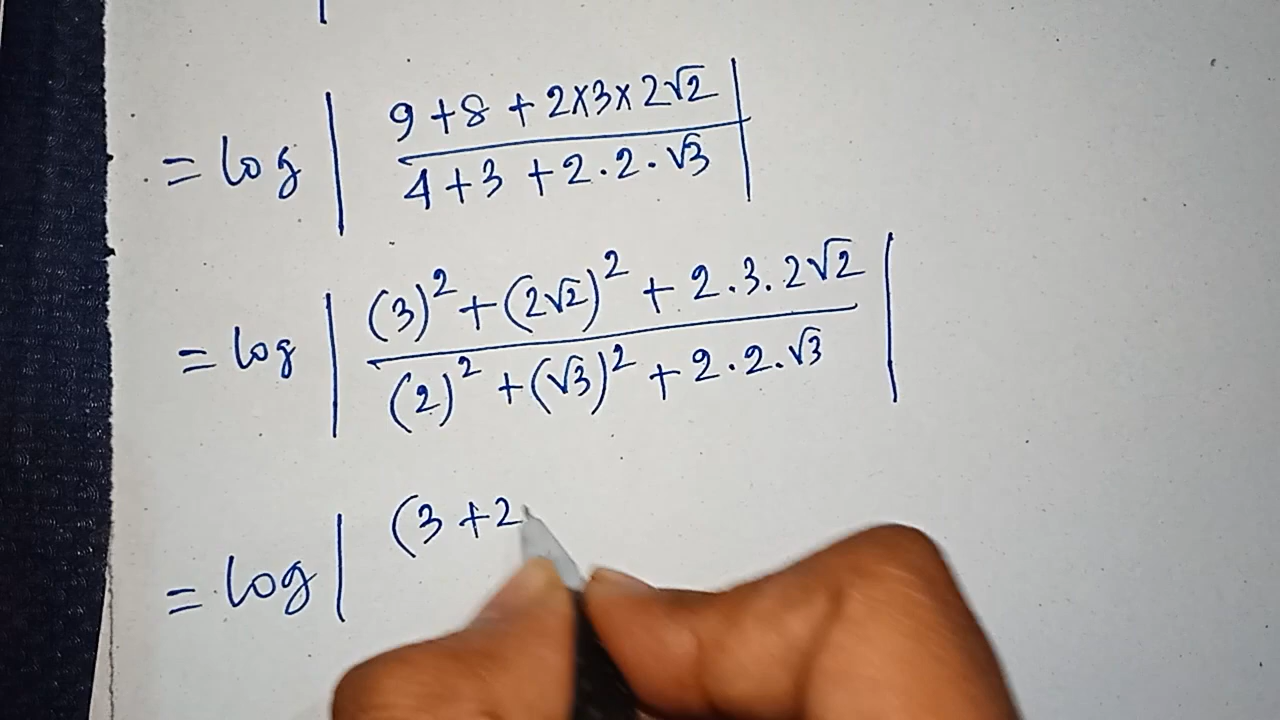 = log | 9 + 8 + 2 × 3 × 2√2 / 4 + 3 + 2 · 2 · √3 |
= log | (3)² + (2√2)² + 2 . 3 . 2√2 / (2)² + (√3)² + 2 · 2 . √3 |
= log | (3 + 2